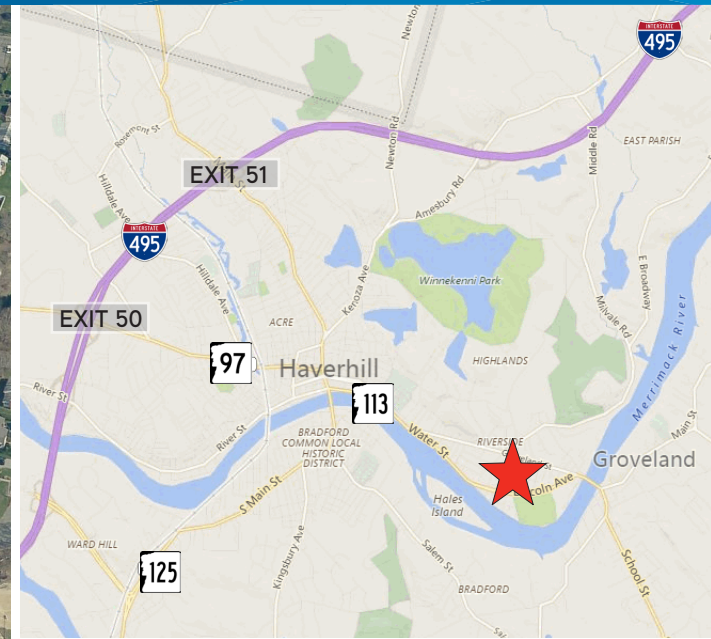 INTERSTATE
495
Newton Rd
EAST PARISH
Rosemont St
Middle Rd
EXIT 51
Amesbury Rd
Hilldale Ave
INTERSTATE
495
E Broadway
Hilldale Ave
Kenoza Ave
Winnekenni Park
Merrimack River
Millvale Rd
EXIT 50
ACRE
97
Haverhill
HIGHLANDS
River St
113
Main St
River St
Water St
RIVERSIDE
BRADFORD
COMMON LOCAL
HISTORIC
DISTRICT
Groveland
S Main St
Lincoln Ave
Hales
Island
WARD HILL
Salem St
School St
125
Kingsbury Ave
BRADFORD